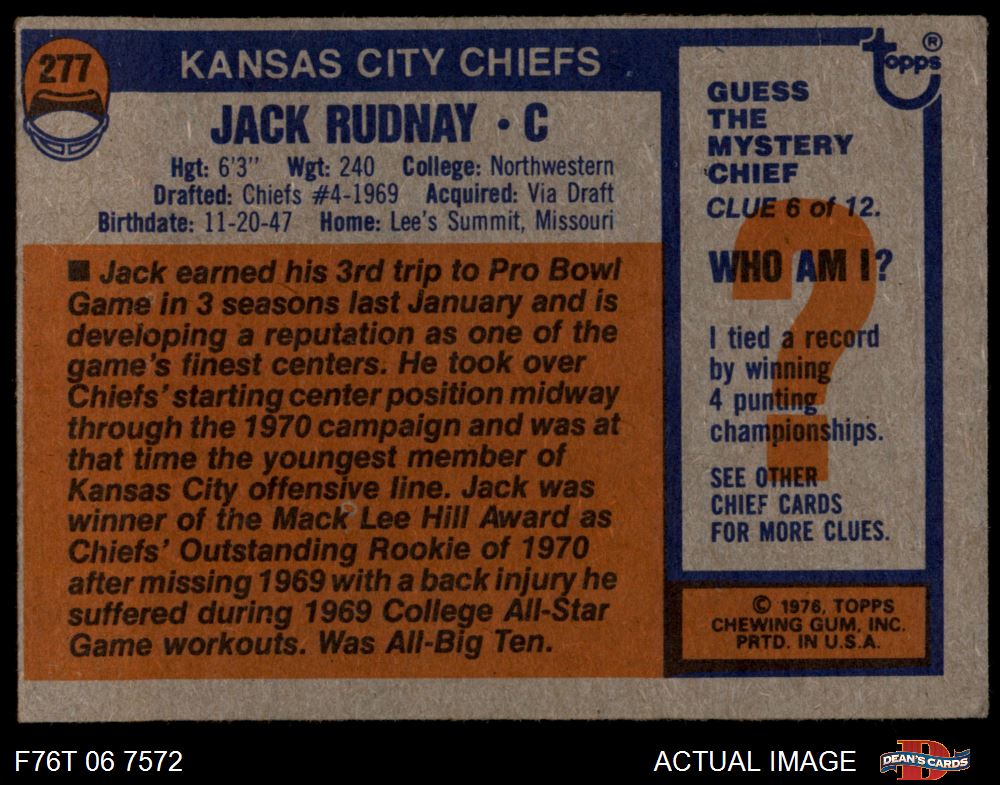 277
KANSAS CITY CHIEFS
JACK RUDNAY • C
Hgt: 6'3" Wgt: 240 College: Northwestern
Drafted: Chiefs #4-1969 Acquired: Via Draft
Birthdate: 11-20-47 Home: Lee's Summit, Missouri
■ Jack earned his 3rd trip to Pro Bowl
Game in 3 seasons last January and is
developing a reputation as one of the
game's finest centers. He took over
Chiefs' starting center position midway
through the 1970 campaign and was at
that time the youngest member of
Kansas City offensive line. Jack was
winner of the Mack Lee Hill Award as
Chiefs' Outstanding Rookie of 1970
after missing 1969 with a back injury he
suffered during 1969 College All-Star
Game workouts. Was All-Big Ten.
topps ®
GUESS
THE
MYSTERY
CHIEF
CLUE 6 of 12.
WHO AM I?
I tied a record
by winning
4 punting
championships.
SEE OTHER
CHIEF CARDS
FOR MORE CLUES.
© 1976, TOPPS
CHEWING GUM, INC.
PRTD. IN U.S.A.
F76T 06 7572
ACTUAL IMAGE
D
DEAN'S CARDS